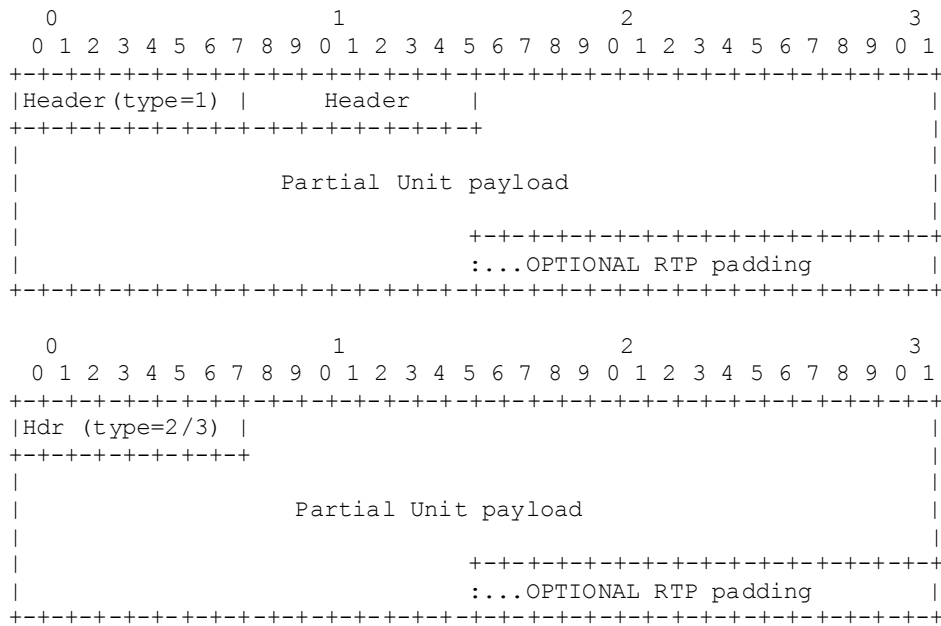 0                   1                   2                   3
 0 1 2 3 4 5 6 7 8 9 0 1 2 3 4 5 6 7 8 9 0 1 2 3 4 5 6 7 8 9 0 1
+-+-+-+-+-+-+-+-+-+-+-+-+-+-+-+-+-+-+-+-+-+-+-+-+-+-+-+-+-+-+-+-+
|Header(type=1) |     Header    |                               |
+-+-+-+-+-+-+-+-+-+-+-+-+-+-+-+-+                               |
|                                                               |
|                  Partial Unit payload                         |
|                                                               |
|                               +-+-+-+-+-+-+-+-+-+-+-+-+-+-+-+-+
|                               :...OPTIONAL RTP padding        |
+-+-+-+-+-+-+-+-+-+-+-+-+-+-+-+-+-+-+-+-+-+-+-+-+-+-+-+-+-+-+-+-+
  0                   1                   2                   3
 0 1 2 3 4 5 6 7 8 9 0 1 2 3 4 5 6 7 8 9 0 1 2 3 4 5 6 7 8 9 0 1
+-+-+-+-+-+-+-+-+-+-+-+-+-+-+-+-+-+-+-+-+-+-+-+-+-+-+-+-+-+-+-+-+
|Hdr (type=2/3) |                                               |
+-+-+-+-+-+-+-+-+                                               |
|                                                               |
|                   Partial Unit payload                        |
|                                                               |
|                               +-+-+-+-+-+-+-+-+-+-+-+-+-+-+-+-+
|                               :...OPTIONAL RTP padding        |
+-+-+-+-+-+-+-+-+-+-+-+-+-+-+-+-+-+-+-+-+-+-+-+-+-+-+-+-+-+-+-+-+